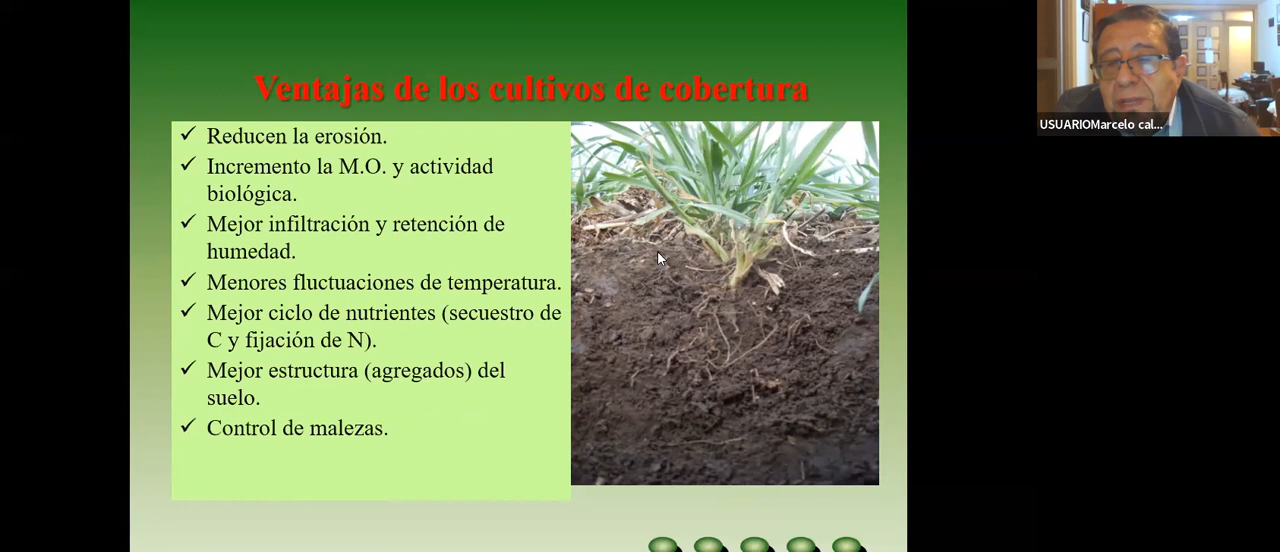 Ventajas de los cultivos de cobertura
✓ Reducen la erosión.
✓ Incremento la M.O. y actividad
biológica.
✓ Mejor infiltración y retención de
humedad.
✓ Menores fluctuaciones de temperatura.
✓ Mejor ciclo de nutrientes (secuestro de
C y fijación de N).
✓ Mejor estructura (agregados) del
suelo.
✓ Control de malezas.
USUARIOMarcelo cal...